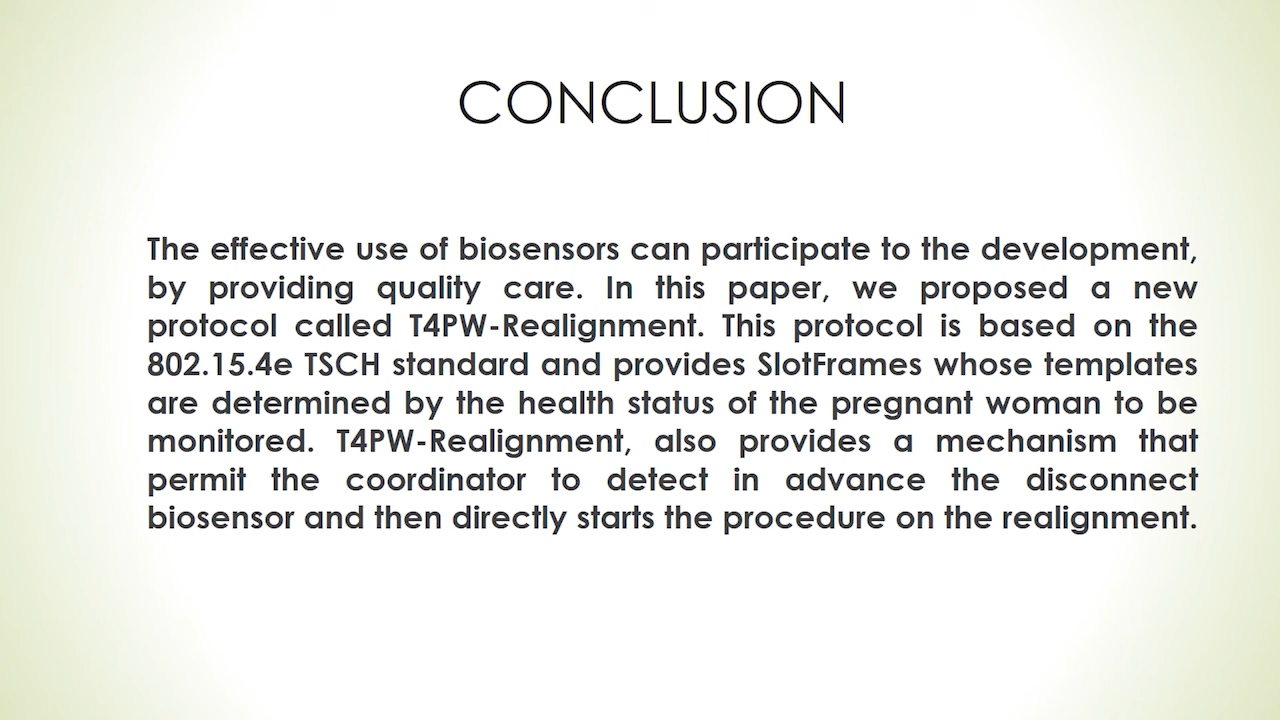 CONCLUSION
The effective use of biosensors can participate to the development,
by providing quality care. In this paper, we proposed a new
protocol called T4PW-Realignment. This protocol is based on the
802.15.4e TSCH standard and provides SlotFrames whose templates
are determined by the health status of the pregnant woman to be
monitored. T4PW-Realignment, also provides a mechanism that
permit the coordinator to detect in advance the disconnect
biosensor and then directly starts the procedure on the realignment.